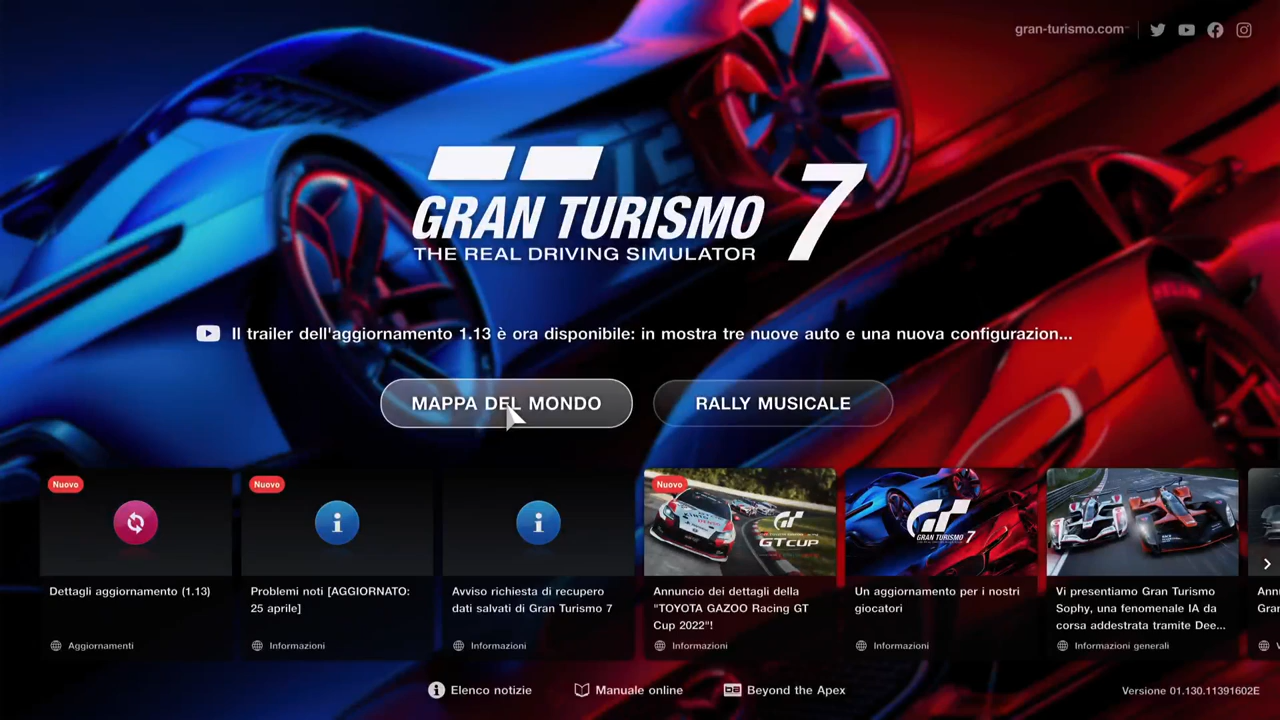 gran-turismo.com
GRAN TURISMO 7
THE REAL DRIVING SIMULATOR
Il trailer dell'aggiornamento 1.13 è ora disponibile: in mostra tre nuove auto e una nuova configurazion...
MAPPA DEL MONDO
RALLY MUSICALE
Nuovo
Dettagli aggiornamento (1.13)
Aggiornamenti
Nuovo
Problemi noti [AGGIORNATO:
25 aprile]
Informazioni
Avviso richiesta di recupero
dati salvati di Gran Turismo 7
Informazioni
Nuovo
GT CUP
Annuncio dei dettagli della
"TOYOTA GAZOO Racing GT
Cup 2022"!
Informazioni
GRAN TURISMO 7
Un aggiornamento per i nostri
giocatori
Informazioni
Vi presentiamo Gran Turismo
Sophy, una fenomenale IA da
corsa addestrata tramite Dee...
Informazioni generali
Elenco notizie
Manuale online
Beyond the Apex
Versione 01.130.11391602E